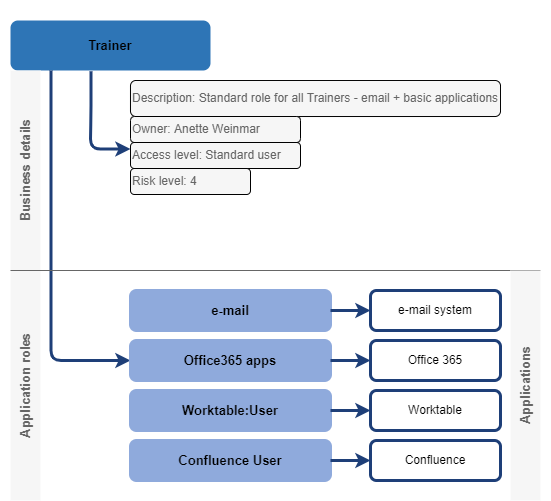 Trainer
Business details
Description: Standard role for all Trainers - email + basic applications
Owner: Anette Weinmar
Access level: Standard user
Risk level: 4
Application roles
e-mail
e-mail system
Office365 apps
Office 365
Worktable:User
Worktable
Confluence User
Confluence
Applications